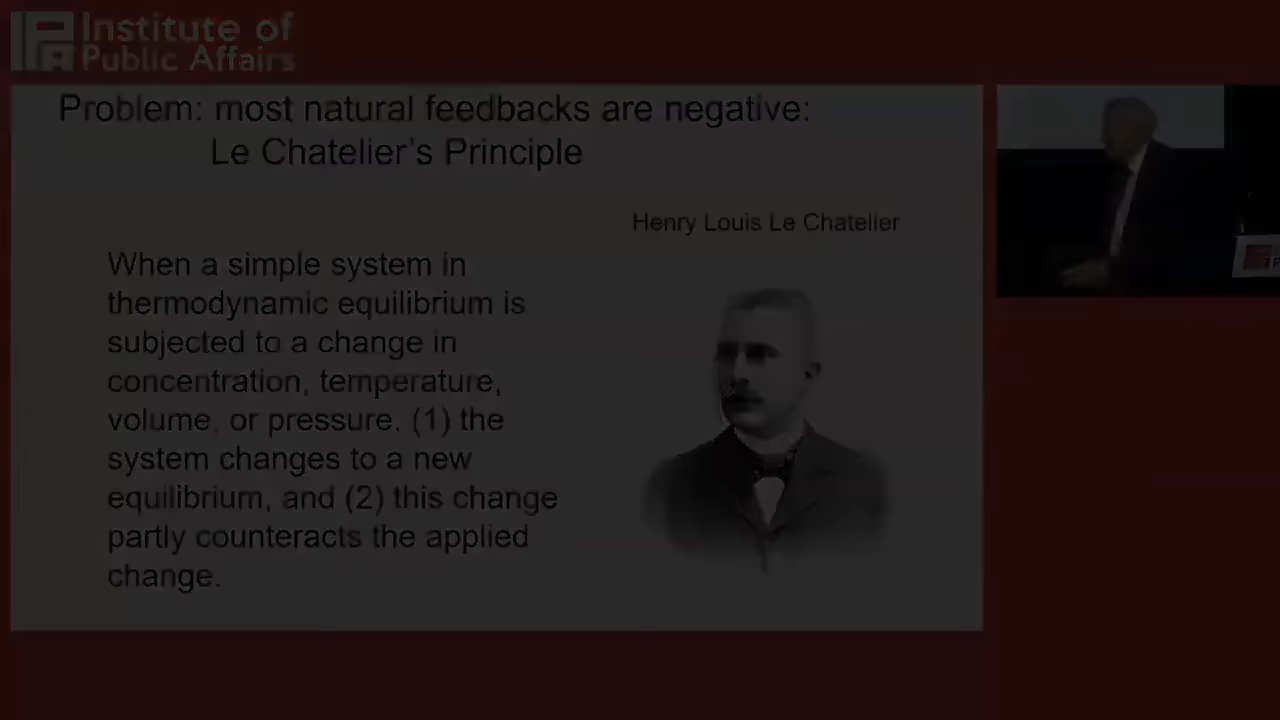 Institute of
Public Affairs
Problem: most natural feedbacks are negative:
Le Chatelier's Principle
Henry Louis Le Chatelier
When a simple system in
thermodynamic equilibrium is
subjected to a change in
concentration, temperature,
volume, or pressure, (1) the
system changes to a new
equilibrium, and (2) this change
partly counteracts the applied
change.